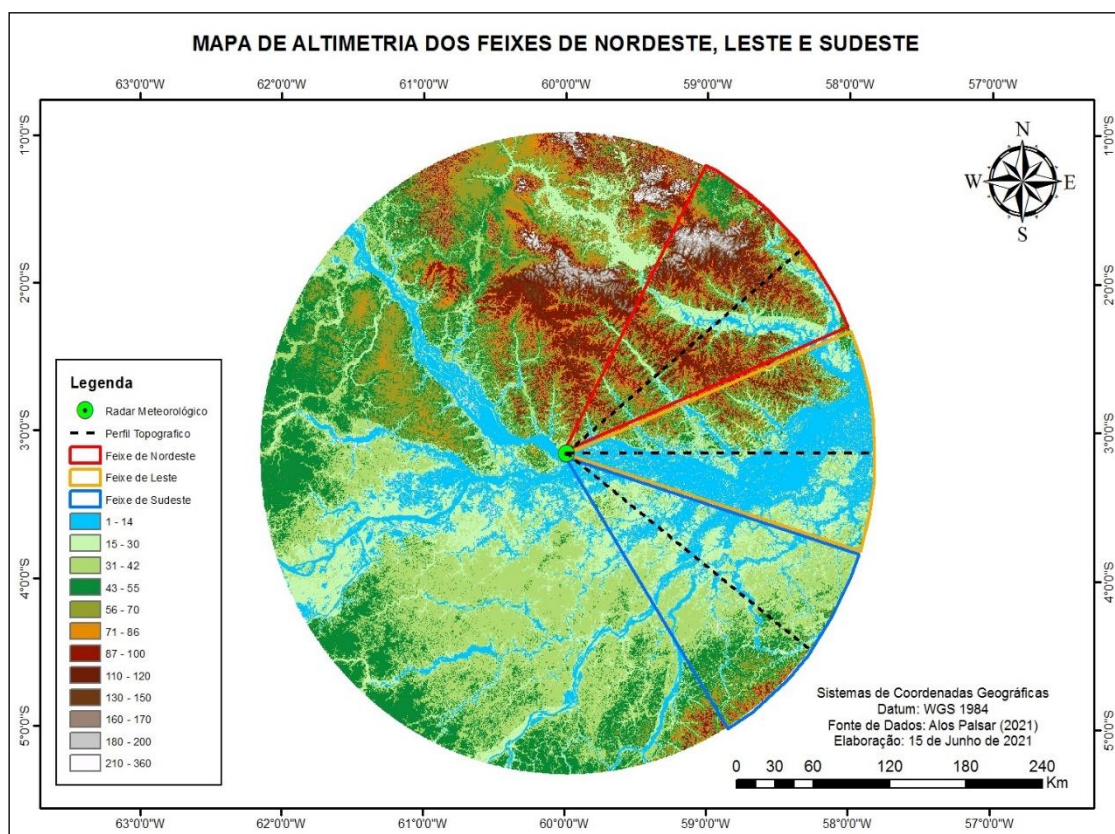 MAPA DE ALTIMETRIA DOS FEIXES DE NORDESTE, LESTE E SUDESTE
63°0'0"W 62°0'0"W 61°0'0"W 60°0'0"W 59°0'0"W 58°0'0"W 57°0'0"W
1°0'0"S 1°0'0"S
N
W E
S
2°0'0"S 2°0'0"S
Legenda
Radar Meteorológico
Perfil Topografico
Feixe de Nordeste
Feixe de Leste
Feixe de Sudeste
1 - 14
15 - 30
31 - 42
43 - 55
56 - 70
71 - 86
87 - 100
110 - 120
130 - 150
160 - 170
180 - 200
210 - 360
3°0'0"S 3°0'0"S
4°0'0"S 4°0'0"S
5°0'0"S 5°0'0"S
Sistemas de Coordenadas Geográficas
Datum: WGS 1984
Fonte de Dados: Alos Palsar (2021)
Elaboração: 15 de Junho de 2021
0 30 60 120 180 240
Km
63°0'0"W 62°0'0"W 61°0'0"W 60°0'0"W 59°0'0"W 58°0'0"W 57°0'0"W